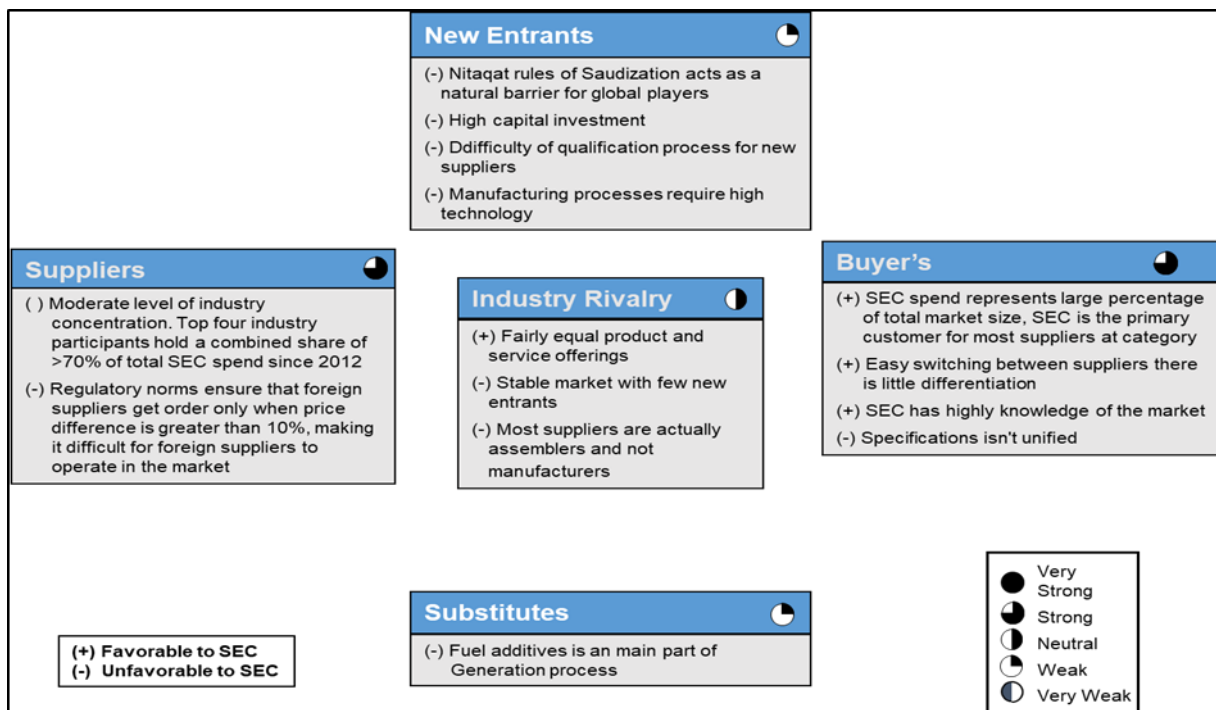 New Entrants
(-) Nitaqat rules of Saudization acts as a
natural barrier for global players
(-) High capital investment
(-) Ddifficulty of qualification process for new
suppliers
(-) Manufacturing processes require high
technology
Suppliers
( ) Moderate level of industry
concentration. Top four industry
participants hold a combined share of
>70% of total SEC spend since 2012
(-) Regulatory norms ensure that foreign
suppliers get order only when price
difference is greater than 10%, making
it difficult for foreign suppliers to
operate in the market
Industry Rivalry
(+) Fairly equal product and
service offerings
(-) Stable market with few new
entrants
(-) Most suppliers are actually
assemblers and not
manufacturers
Buyer's
(+) SEC spend represents large percentage
of total market size, SEC is the primary
customer for most suppliers at category
(+) Easy switching between suppliers there
is little differentiation
(+) SEC has highly knowledge of the market
(-) Specifications isn't unified
Substitutes
(-) Fuel additives is an main part of
Generation process
(+) Favorable to SEC
(-) Unfavorable to SEC
Very
Strong
Strong
Neutral
Weak
Very Weak